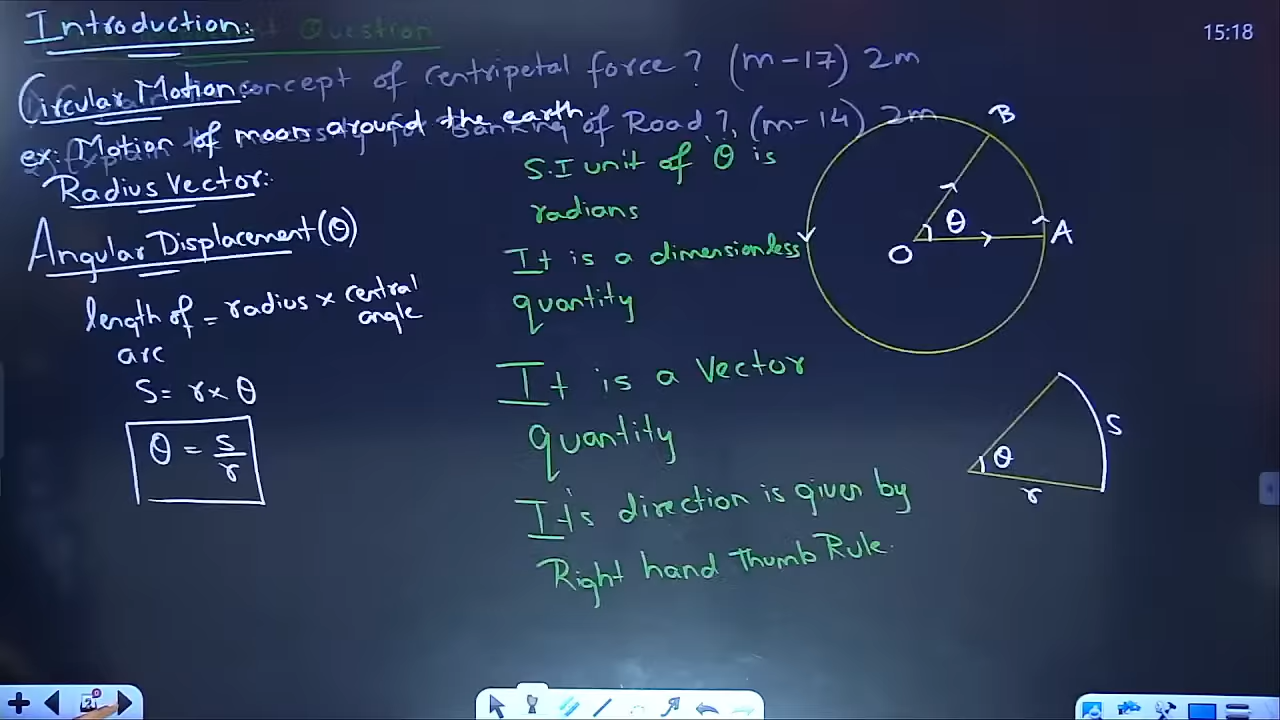 Introduction:
Question
15:18
concept of centripetal force? (m-17) 2m
Circular Motion:
ex: Motion of moon around the earth
Banking of Road?, (m-14) 2m
Radius Vector:
Angular Displacement (θ)
length of arc = radius × central angle
S = r × θ
θ = s/r
S.I unit of θ is
radians
It is a dimensionless
quantity
It is a Vector
quantity
It's direction is given by
Right hand Thumb Rule.
B
θ
A
O
S
θ
r